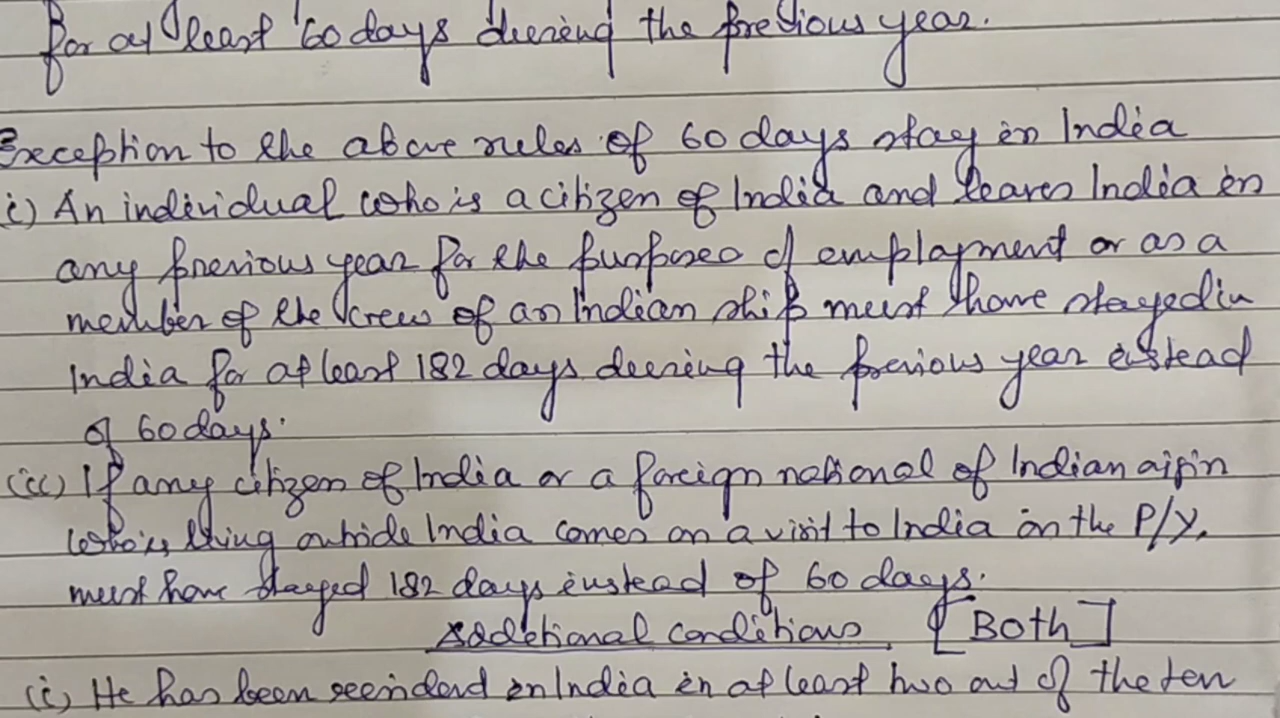 for at least 60 days during the previous year.
Exception to the above rules of 60 days stay in India
i) An individual who is a citizen of India and leaves India in
any previous year for the purposes of employment or as a
member of the crew of an Indian ship must have stayed in
India for at least 182 days during the previous year instead
of 60 days.
(ii) If any citizen of India or a foreign national of Indian origin
who is living outside India comes on a visit to India in the P/Y.
must have stayed 182 days instead of 60 days.
Additional conditions [Both]
(i) He has been resident in India in at least two out of the ten